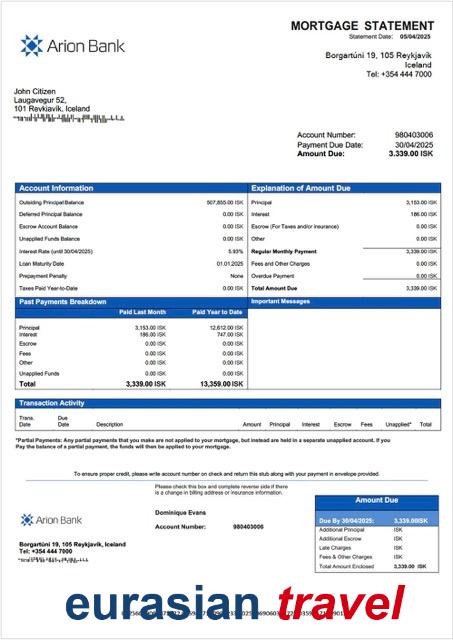 MORTGAGE STATEMENT
Statement Date: 05/04/2025
Arion Bank
Borgartúni 19, 105 Reykjavík
Iceland
Tel: +354 444 7000
John Citizen
Laugavegur 52,
101 Reykjavík, Iceland
Account Number: 980403006
Payment Due Date: 30/04/2025
Amount Due: 3.339.00 ISK
Account Information
Outsiding Principal Balance 507,855.00 ISK
Deferred Principal Balance 0.00 ISK
Escrow Account Balance 0.00 ISK
Unapplied Funds Balance 0.00 ISK
Interest Rate (until 30/04/2025) 5.93%
Loan Maturity Date 01.01.2025
Prepayment Penalty None
Taxes Paid Year-to-Date 0.00 ISK
Explanation of Amount Due
Principal 3,153.00 ISK
Interest 186.00 ISK
Escrow (For Taxes and/or insurance) 0.00 ISK
Other 0.00 ISK
Regular Monthly Payment 3,339.00 ISK
Fees and Other Charges 0.00 ISK
Overdue Payment 0.00 ISK
Total Amount Due 3,339.00 ISK
Past Payments Breakdown
Paid Last Month Paid Year to Date
Principal 3,153.00 ISK 12,612.00 ISK
Interest 186.00 ISK 747.00 ISK
Escrow 0.00 ISK 0.00 ISK
Fees 0.00 ISK 0.00 ISK
Other 0.00 ISK 0.00 ISK
Unapplied Funds 0.00 ISK 0.00 ISK
Total 3,339.00 ISK 13,359.00 ISK
Important Messages
Transaction Activity
Trans. Date Due Date Description Amount Principal Interest Escrow Fees Unapplied* Total
*Partial Payments: Any partial payments that you make are not applied to your mortgage, but instead are held in a separate unapplied account. If you
Pay the balance of a partial payment, the funds will then be applied to your mortgage.
To ensure proper credit, please write account number on check and return this stub along with your payment in envelope provided.
Please check this box and complete reverse side if there
is a change in billing address or insurance information.
Arion Bank
Dominique Evans
Account Number: 980403006
Borgartúni 19, 105 Reykjavík, Iceland
Tel: +354 444 7000
Amount Due
Due By 30/04/2025: 3,339.00ISK
Additional Principal ISK
Additional Escrow ISK
Late Charges ISK
Fees & Other Charges ISK
Total Amount Enclosed 3,339.00 ISK
eurasian travel